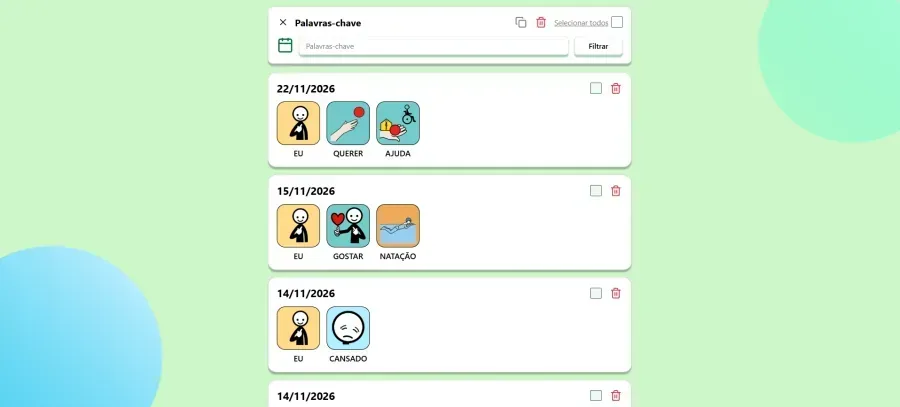 Palavras-chave
Selecionar todos
Palavras-chave
Filtrar
22/11/2026
EU QUERER AJUDA
15/11/2026
EU GOSTAR NATAÇÃO
14/11/2026
EU CANSADO
14/11/2026